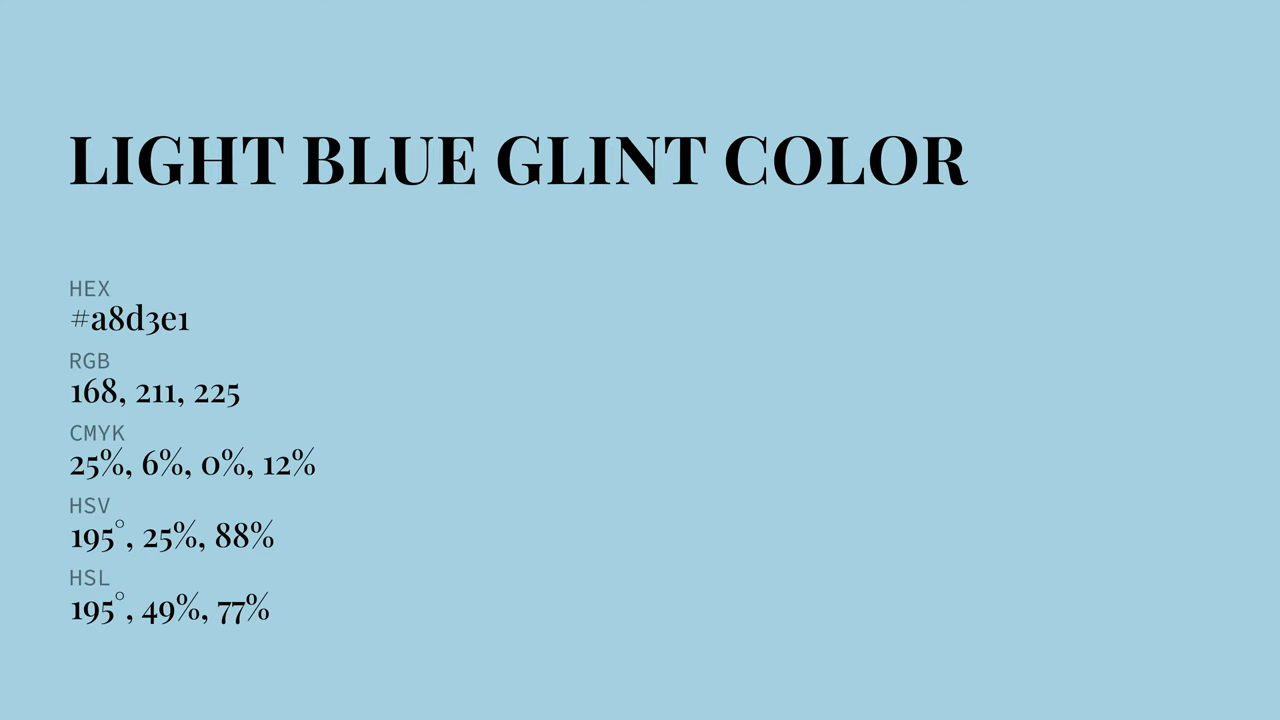 LIGHT BLUE GLINT COLOR
HEX
#a8d3e1
RGB
168, 211, 225
CMYK
25%, 6%, 0%, 12%
HSV
195°, 25%, 88%
HSL
195°, 49%, 77%